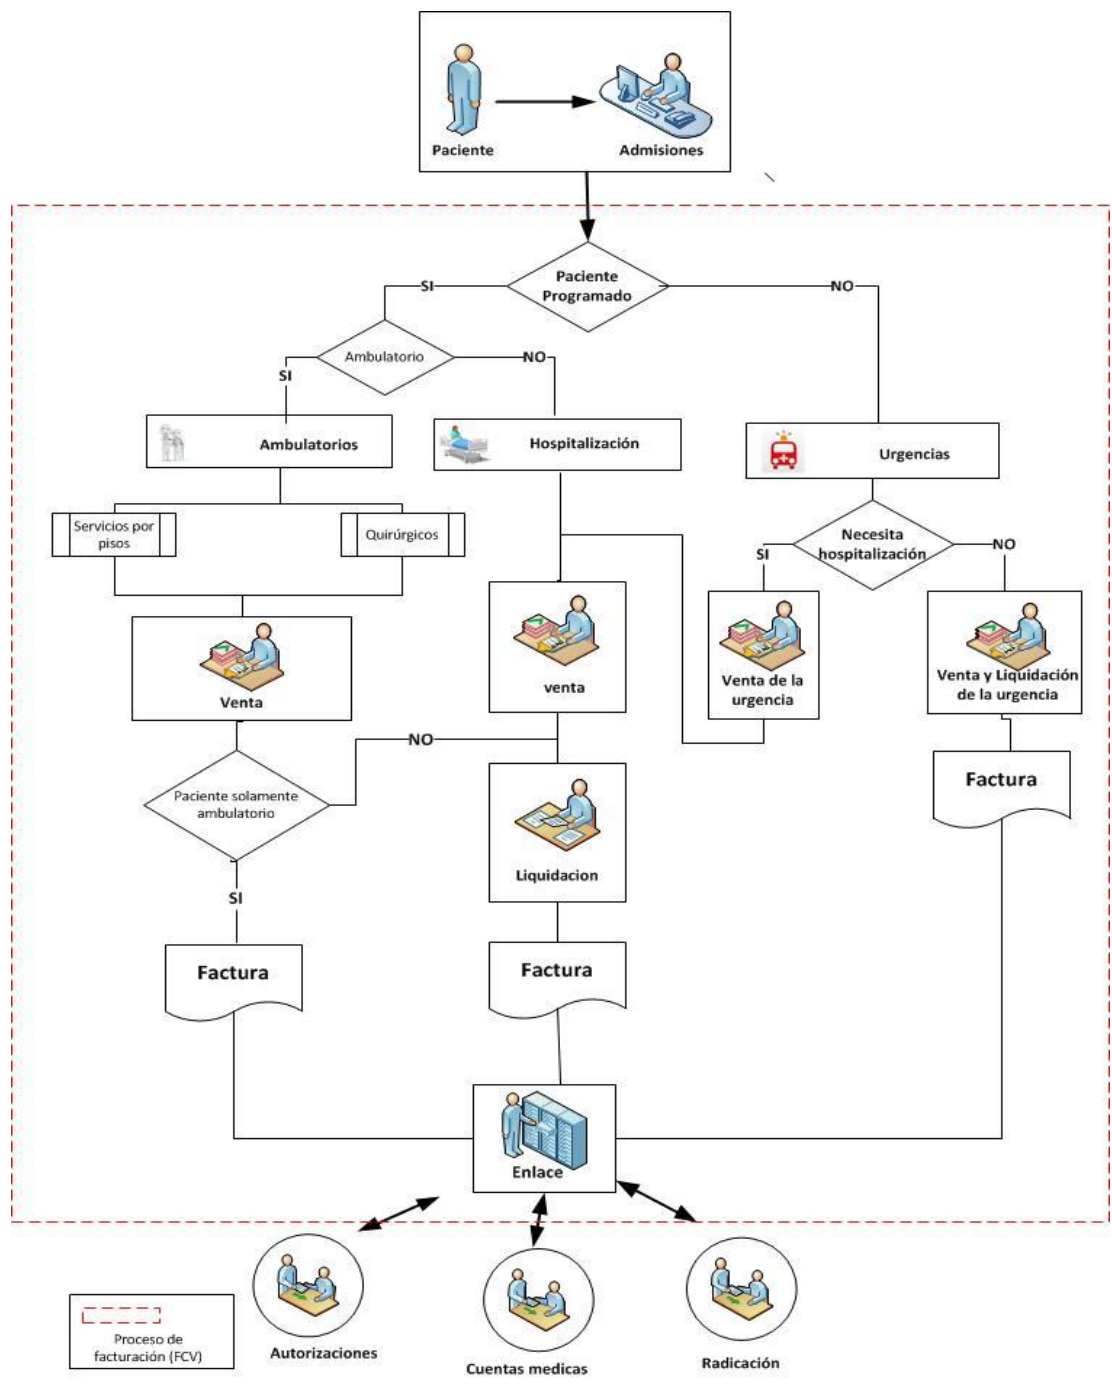 Paciente
Admisiones
Paciente
Programado
SI
NO
Ambulatorio
SI
NO
Ambulatorios
Hospitalización
Urgencias
Servicios por
pisos
Quirúrgicos
Necesita
hospitalización
SI
NO
Venta
venta
Venta de la
urgencia
Venta y Liquidación
de la urgencia
NO
Paciente solamente
ambulatorio
Factura
Liquidacion
SI
Factura
Factura
Enlace
Autorizaciones
Cuentas medicas
Radicación
Proceso de
facturación (FCV)